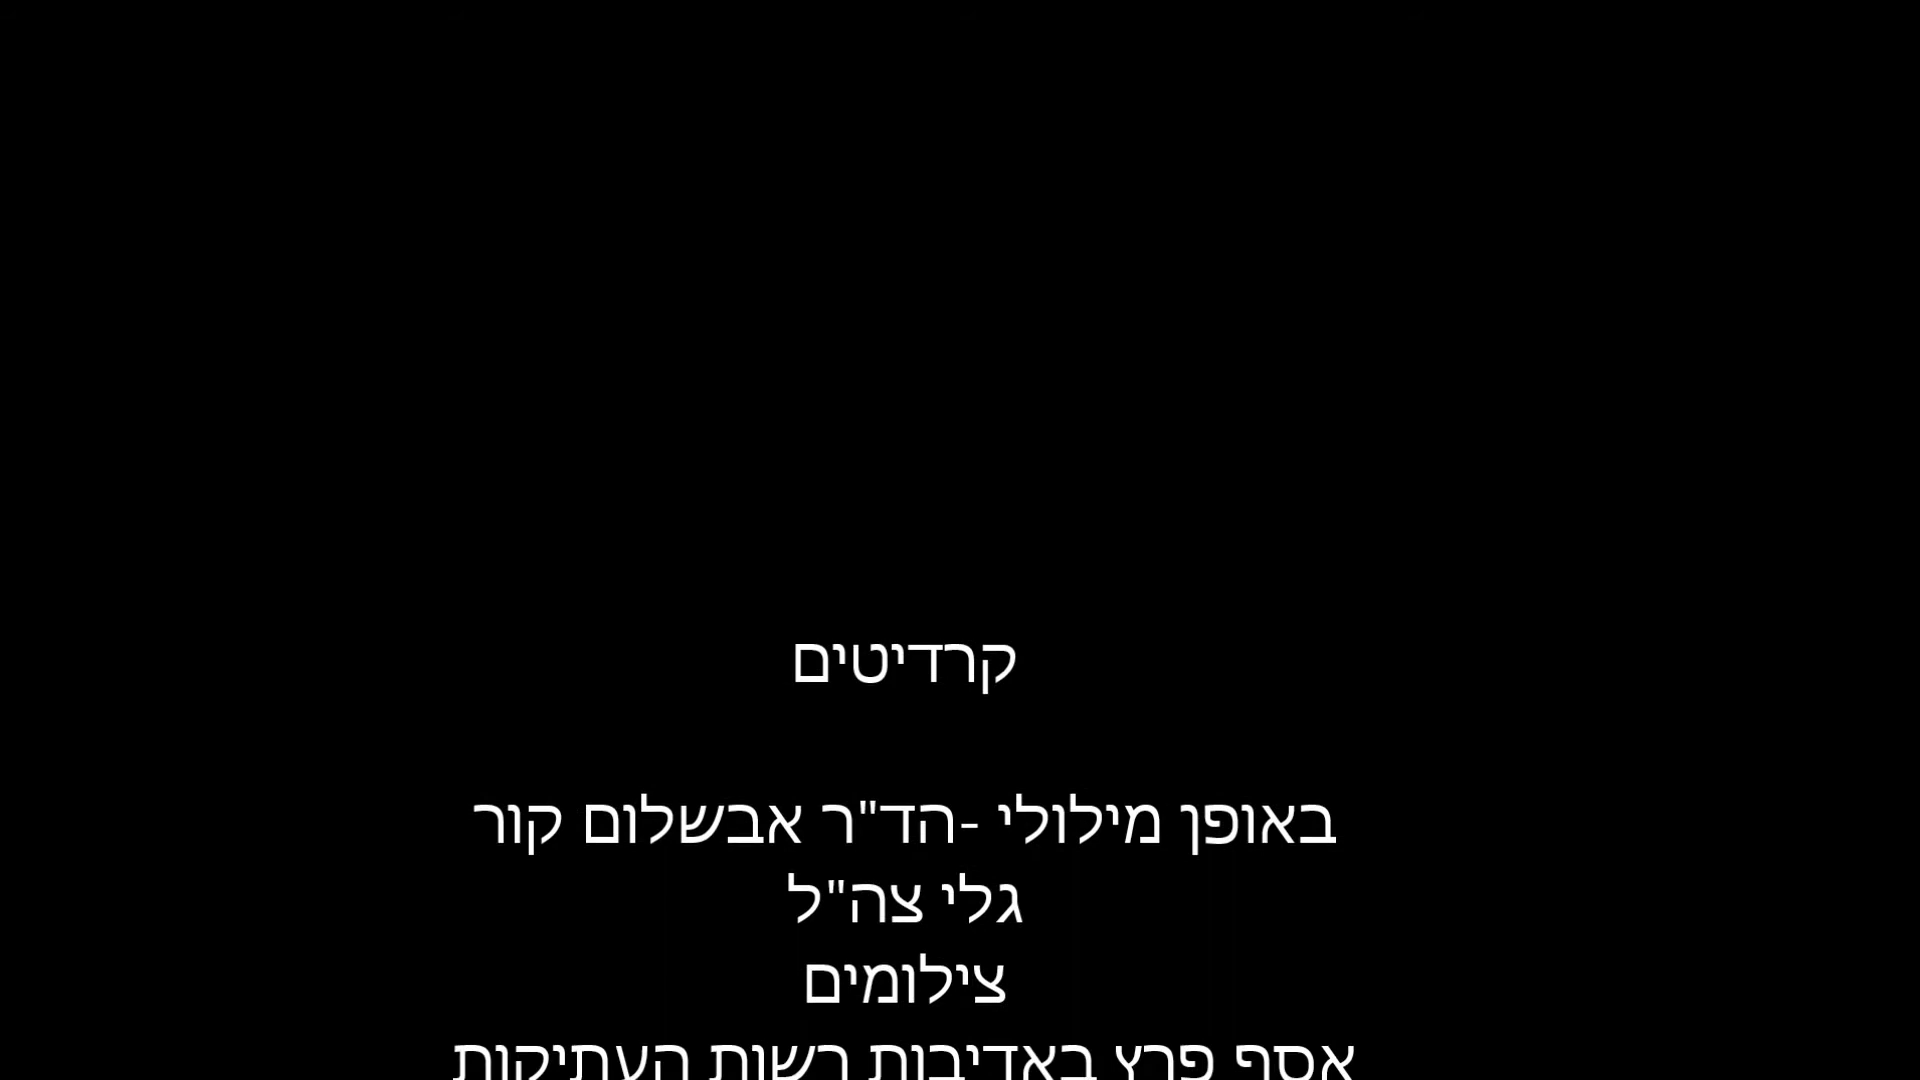 קרדיטים
באופן מילולי -הד"ר אבשלום קור
גלי צה"ל
צילומים
אסף פרץ באדיבות רשות העתיקות